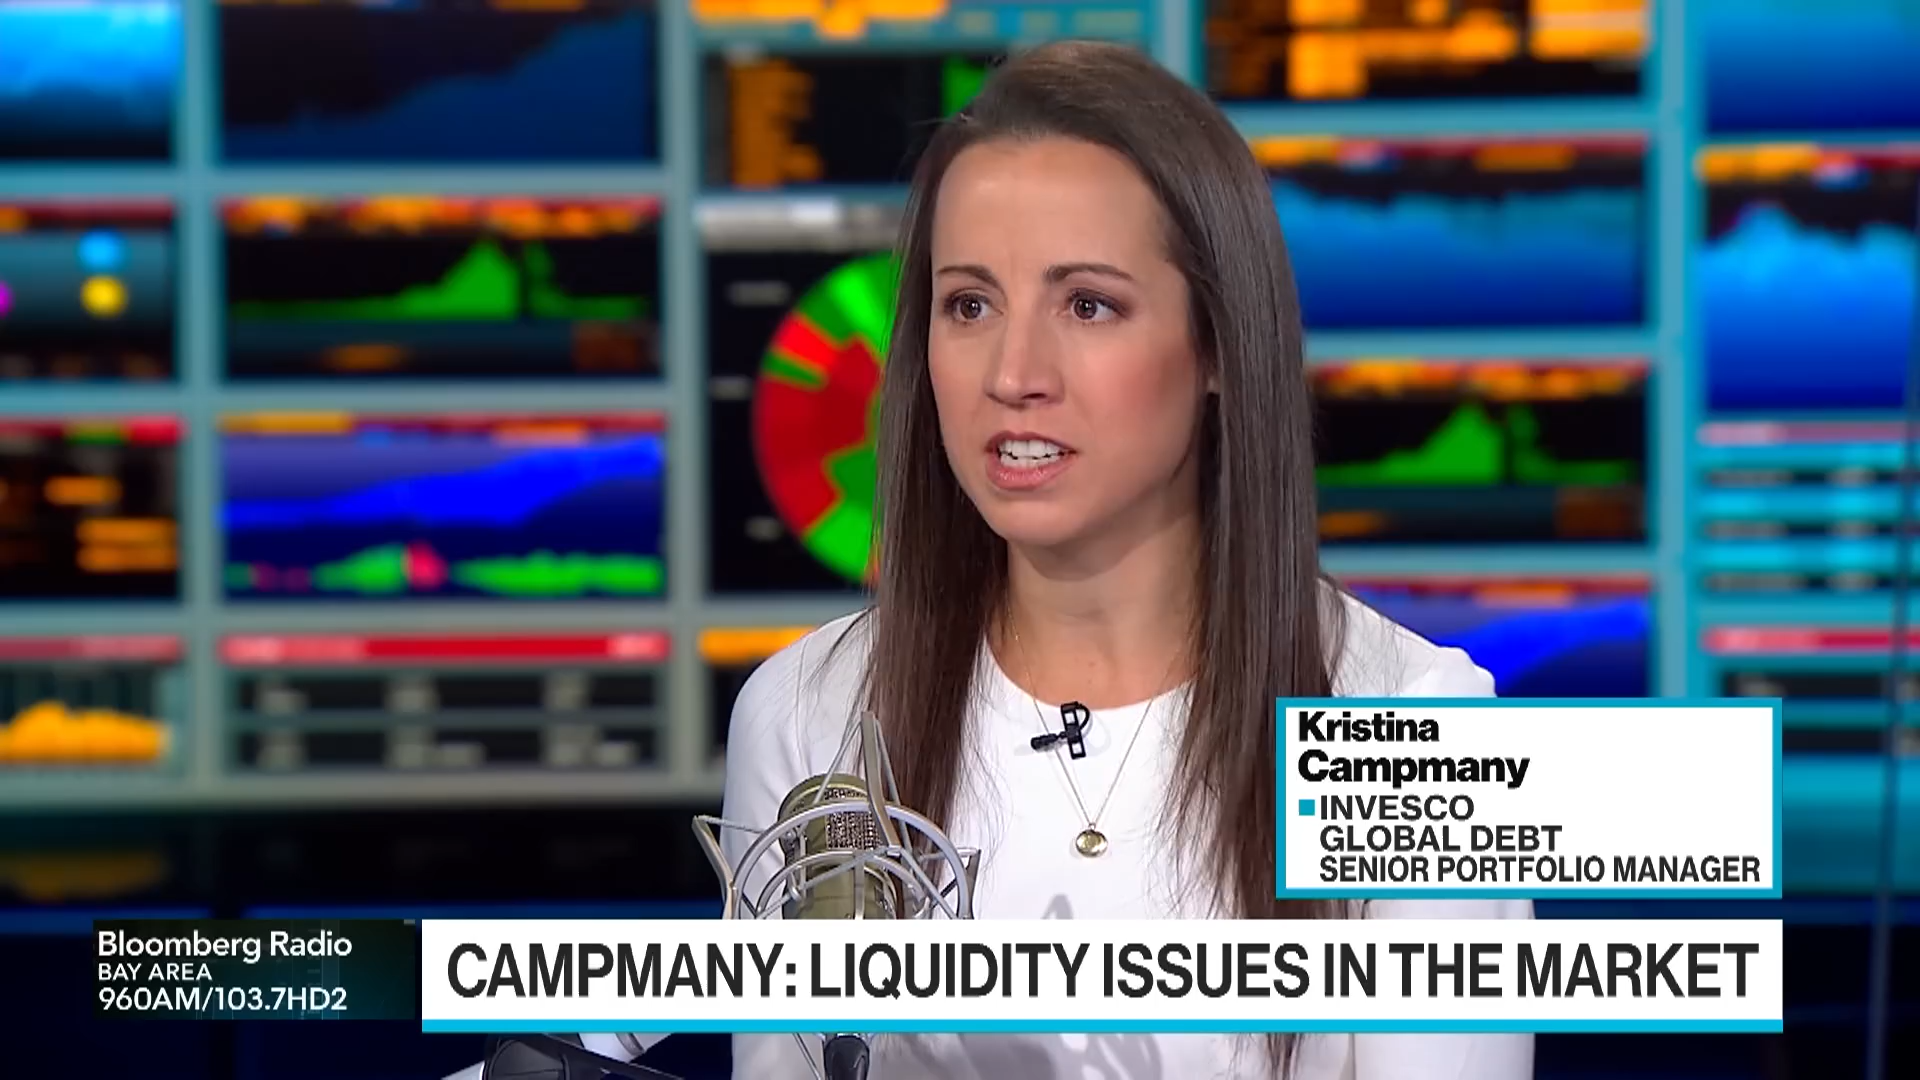 Kristina
Campmany
INVESCO
GLOBAL DEBT
SENIOR PORTFOLIO MANAGER
Bloomberg Radio
BAY AREA
960AM/103.7HD2
CAMPMANY: LIQUIDITY ISSUES IN THE MARKET